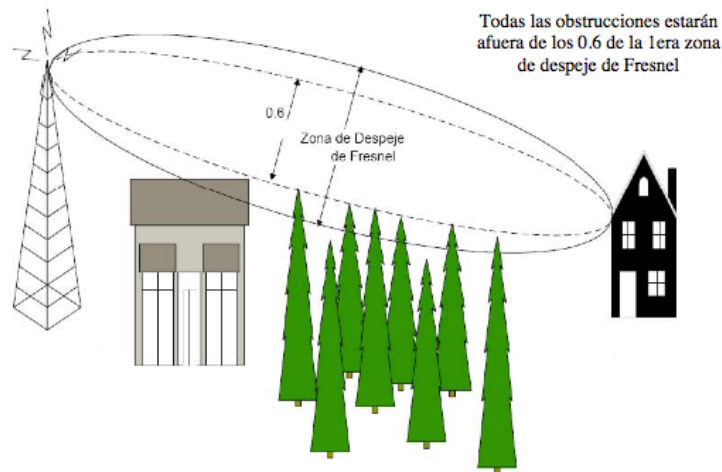 Todas las obstrucciones estarán
afuera de los 0.6 de la 1era zona
de despeje de Fresnel
0.6
Zona de Despeje
de Fresnel